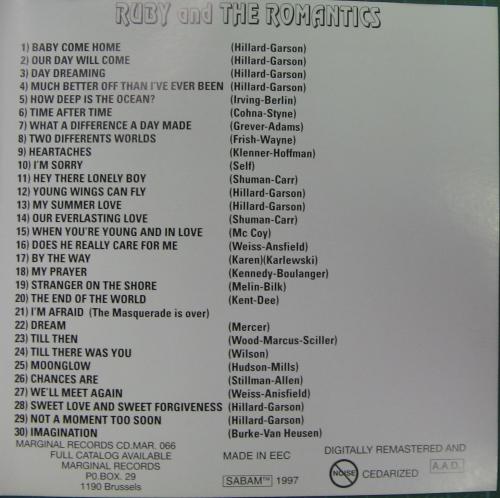 RUBY and THE ROMANTICS
1) BABY COME HOME (Hillard-Garson)
2) OUR DAY WILL COME (Hillard-Garson)
3) DAY DREAMING (Hillard-Garson)
4) MUCH BETTER OFF THAN I'VE EVER BEEN (Hillard-Garson)
5) HOW DEEP IS THE OCEAN? (Irving-Berlin)
6) TIME AFTER TIME (Cohna-Styne)
7) WHAT A DIFFERENCE A DAY MADE (Grever-Adams)
8) TWO DIFFERENTS WORLDS (Frish-Wayne)
9) HEARTACHES (Klenner-Hoffman)
10) I'M SORRY (Self)
11) HEY THERE LONELY BOY (Shuman-Carr)
12) YOUNG WINGS CAN FLY (Hillard-Garson)
13) MY SUMMER LOVE (Hillard-Garson)
14) OUR EVERLASTING LOVE (Shuman-Carr)
15) WHEN YOU'RE YOUNG AND IN LOVE (Mc Coy)
16) DOES HE REALLY CARE FOR ME (Weiss-Ansfield)
17) BY THE WAY (Karen)(Karlewski)
18) MY PRAYER (Kennedy-Boulanger)
19) STRANGER ON THE SHORE (Melin-Bilk)
20) THE END OF THE WORLD (Kent-Dee)
21) I'M AFRAID (The Masquerade is over)
22) DREAM (Mercer)
23) TILL THEN (Wood-Marcus-Sciller)
24) TILL THERE WAS YOU (Wilson)
25) MOONGLOW (Hudson-Mills)
26) CHANCES ARE (Stillman-Allen)
27) WE'LL MEET AGAIN (Weiss-Anisfield)
28) SWEET LOVE AND SWEET FORGIVENESS (Hillard-Garson)
29) NOT A MOMENT TOO SOON (Hillard-Garson)
30) IMAGINATION (Burke-Van Heusen)
MARGINAL RECORDS CD.MAR. 066
FULL CATALOG AVAILABLE
MARGINAL RECORDS
P.O.BOX. 29
1190 Brussels
MADE IN EEC
SABAM™ 1997
DIGITALLY REMASTERED AND
NOISE CEDARIZED A.A.D.